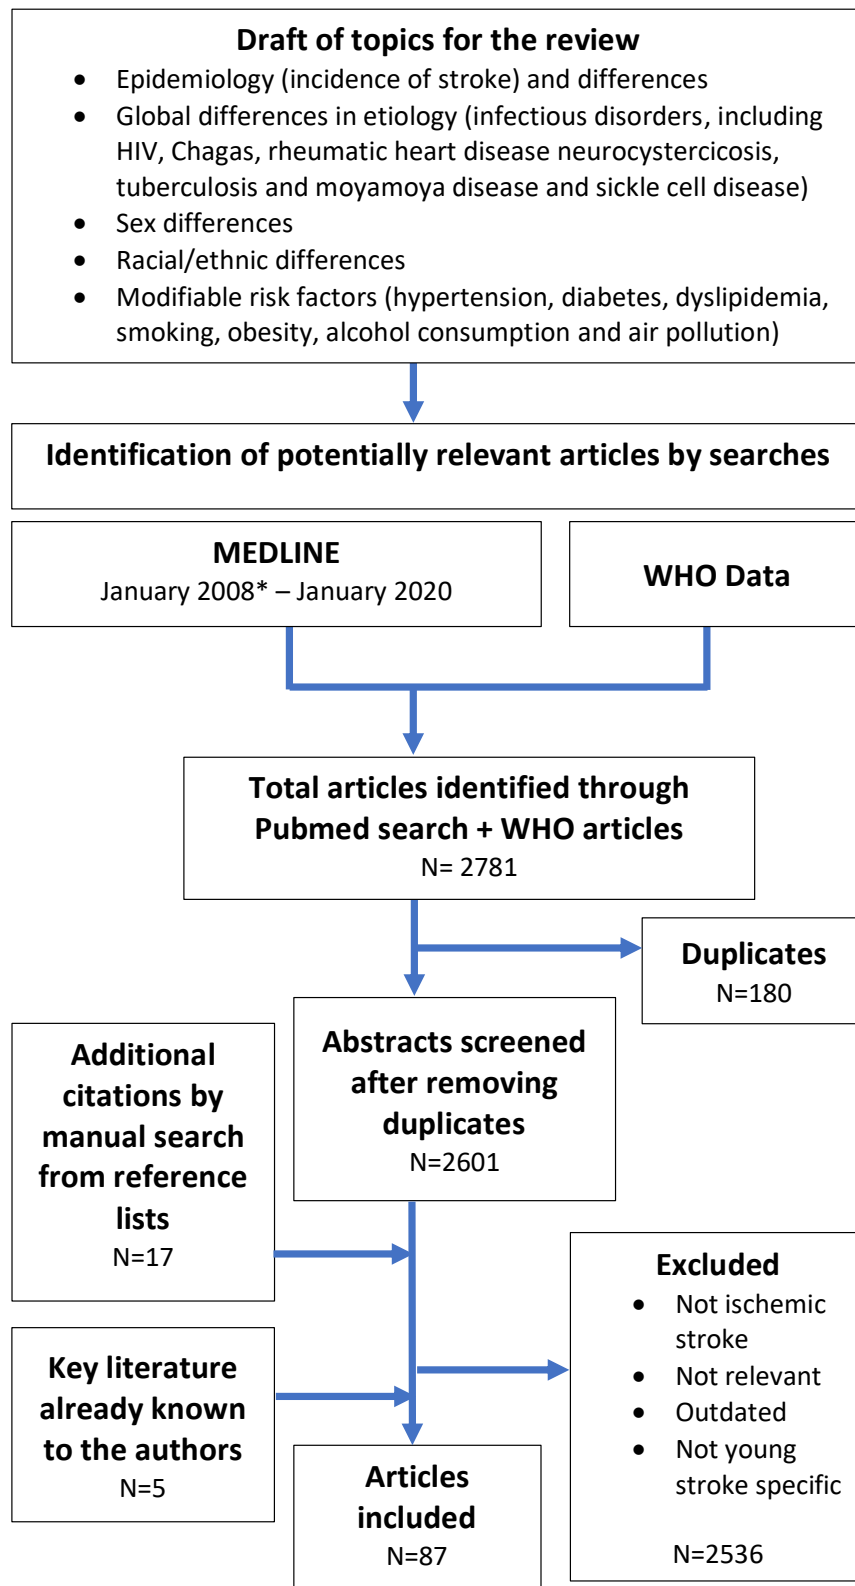 Draft of topics for the review
• Epidemiology (incidence of stroke) and differences
• Global differences in etiology (infectious disorders, including
HIV, Chagas, rheumatic heart disease neurocystercicosis,
tuberculosis and moyamoya disease and sickle cell disease)
• Sex differences
• Racial/ethnic differences
• Modifiable risk factors (hypertension, diabetes, dyslipidemia,
smoking, obesity, alcohol consumption and air pollution)
Identification of potentially relevant articles by searches
MEDLINE
January 2008* – January 2020
WHO Data
Total articles identified through
Pubmed search + WHO articles
N= 2781
Duplicates
N=180
Abstracts screened
after removing
duplicates
N=2601
Additional
citations by
manual search
from reference
lists
N=17
Excluded
• Not ischemic
stroke
• Not relevant
• Outdated
• Not young
stroke specific
N=2536
Key literature
already known
to the authors
N=5
Articles
included
N=87